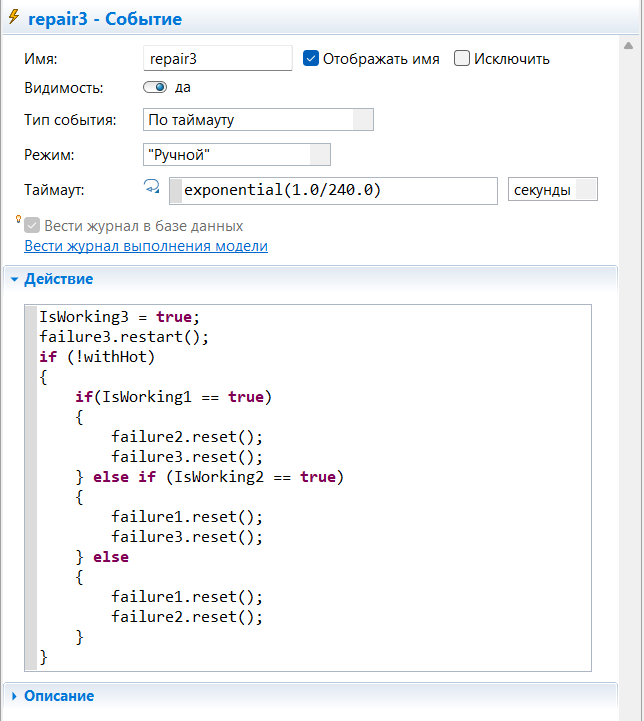 repair3 - Событие
Имя: repair3 Отображать имя Исключить
Видимость: да
Тип события: По таймауту
Режим: "Ручной"
Таймаут: exponential(1.0/240.0) секунды
Вести журнал в базе данных
Вести журнал выполнения модели
Действие
IsWorking3 = true;
failure3.restart();
if (!withHot)
{
    if(IsWorking1 == true)
    {
        failure2.reset();
        failure3.reset();
    } else if (IsWorking2 == true)
    {
        failure1.reset();
        failure3.reset();
    } else
    {
        failure1.reset();
        failure2.reset();
    }
}
Описание